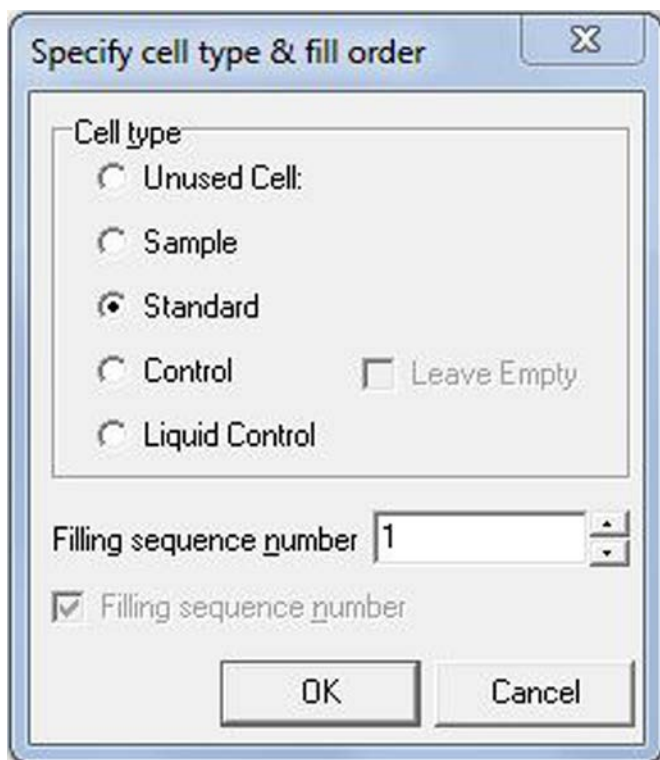 Specify cell type & fill order
Cell type
Unused Cell:
Sample
Standard
Control
Leave Empty
Liquid Control
Filling sequence number 1
Filling sequence number
OK
Cancel